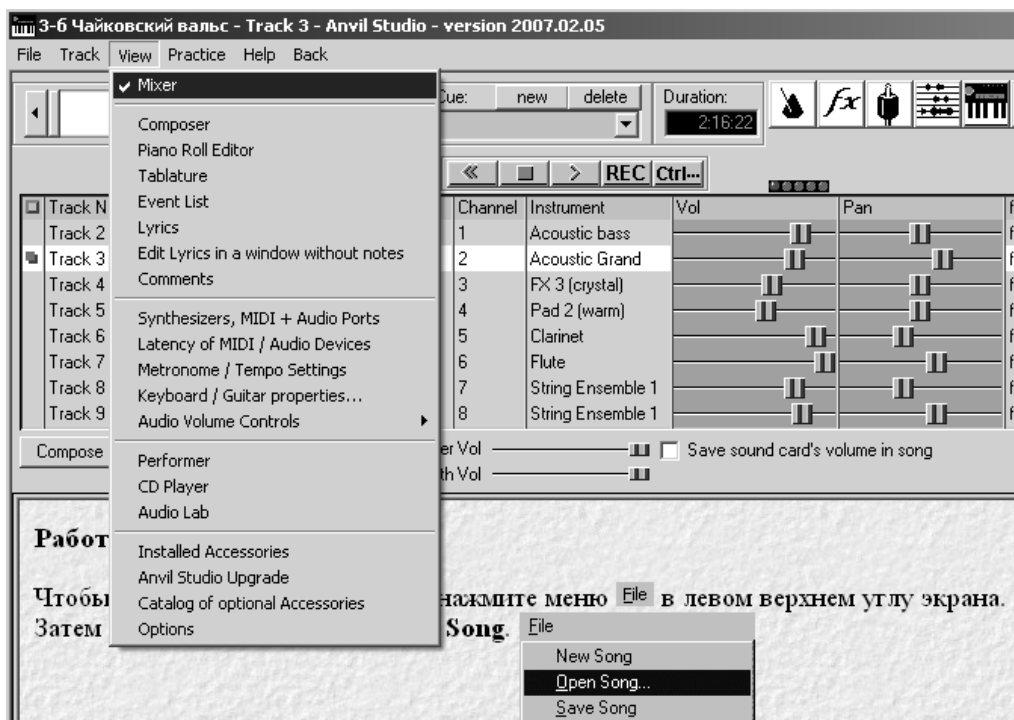 3-6 Чайковский вальс - Track 3 - Anvil Studio - version 2007.02.05
File Track View Practice Help Back
Mixer
Composer
Piano Roll Editor
Tablature
Event List
Lyrics
Edit Lyrics in a window without notes
Comments
Synthesizers, MIDI + Audio Ports
Latency of MIDI / Audio Devices
Metronome / Tempo Settings
Keyboard / Guitar properties...
Audio Volume Controls
Performer
CD Player
Audio Lab
Installed Accessories
Anvil Studio Upgrade
Catalog of optional Accessories
Options
Cue: new delete Duration:
2:16:22
fx
REC Ctrl...
Track N Channel Instrument Vol Pan f
Track 2 1 Acoustic bass f
Track 3 2 Acoustic Grand f
Track 4 3 FX 3 (crystal) f
Track 5 4 Pad 2 (warm) f
Track 6 5 Clarinet f
Track 7 6 Flute f
Track 8 7 String Ensemble 1 f
Track 9 8 String Ensemble 1 f
Compose er Vol Save sound card's volume in song
th Vol
Работ
Чтобы нажмите меню File в левом верхнем углу экрана.
Затем Song. File
New Song
Open Song...
Save Song